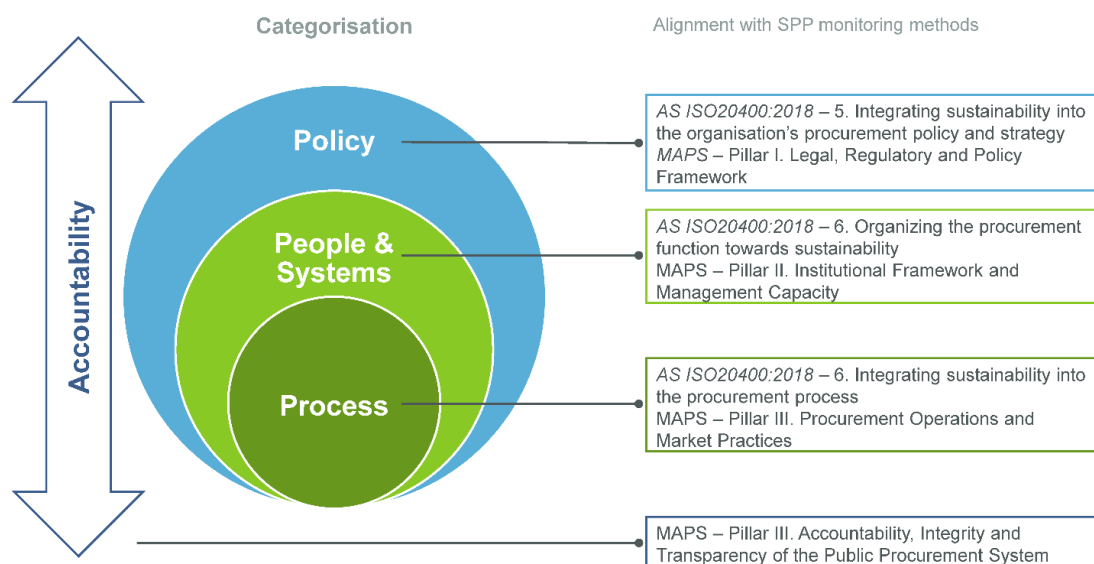 Categorisation
Alignment with SPP monitoring methods
Accountability
Policy
People &
Systems
Process
AS ISO20400:2018 – 5. Integrating sustainability into
the organisation's procurement policy and strategy
MAPS – Pillar I. Legal, Regulatory and Policy
Framework
AS ISO20400:2018 – 6. Organizing the procurement
function towards sustainability
MAPS – Pillar II. Institutional Framework and
Management Capacity
AS ISO20400:2018 – 6. Integrating sustainability into
the procurement process
MAPS – Pillar III. Procurement Operations and
Market Practices
MAPS – Pillar III. Accountability, Integrity and
Transparency of the Public Procurement System